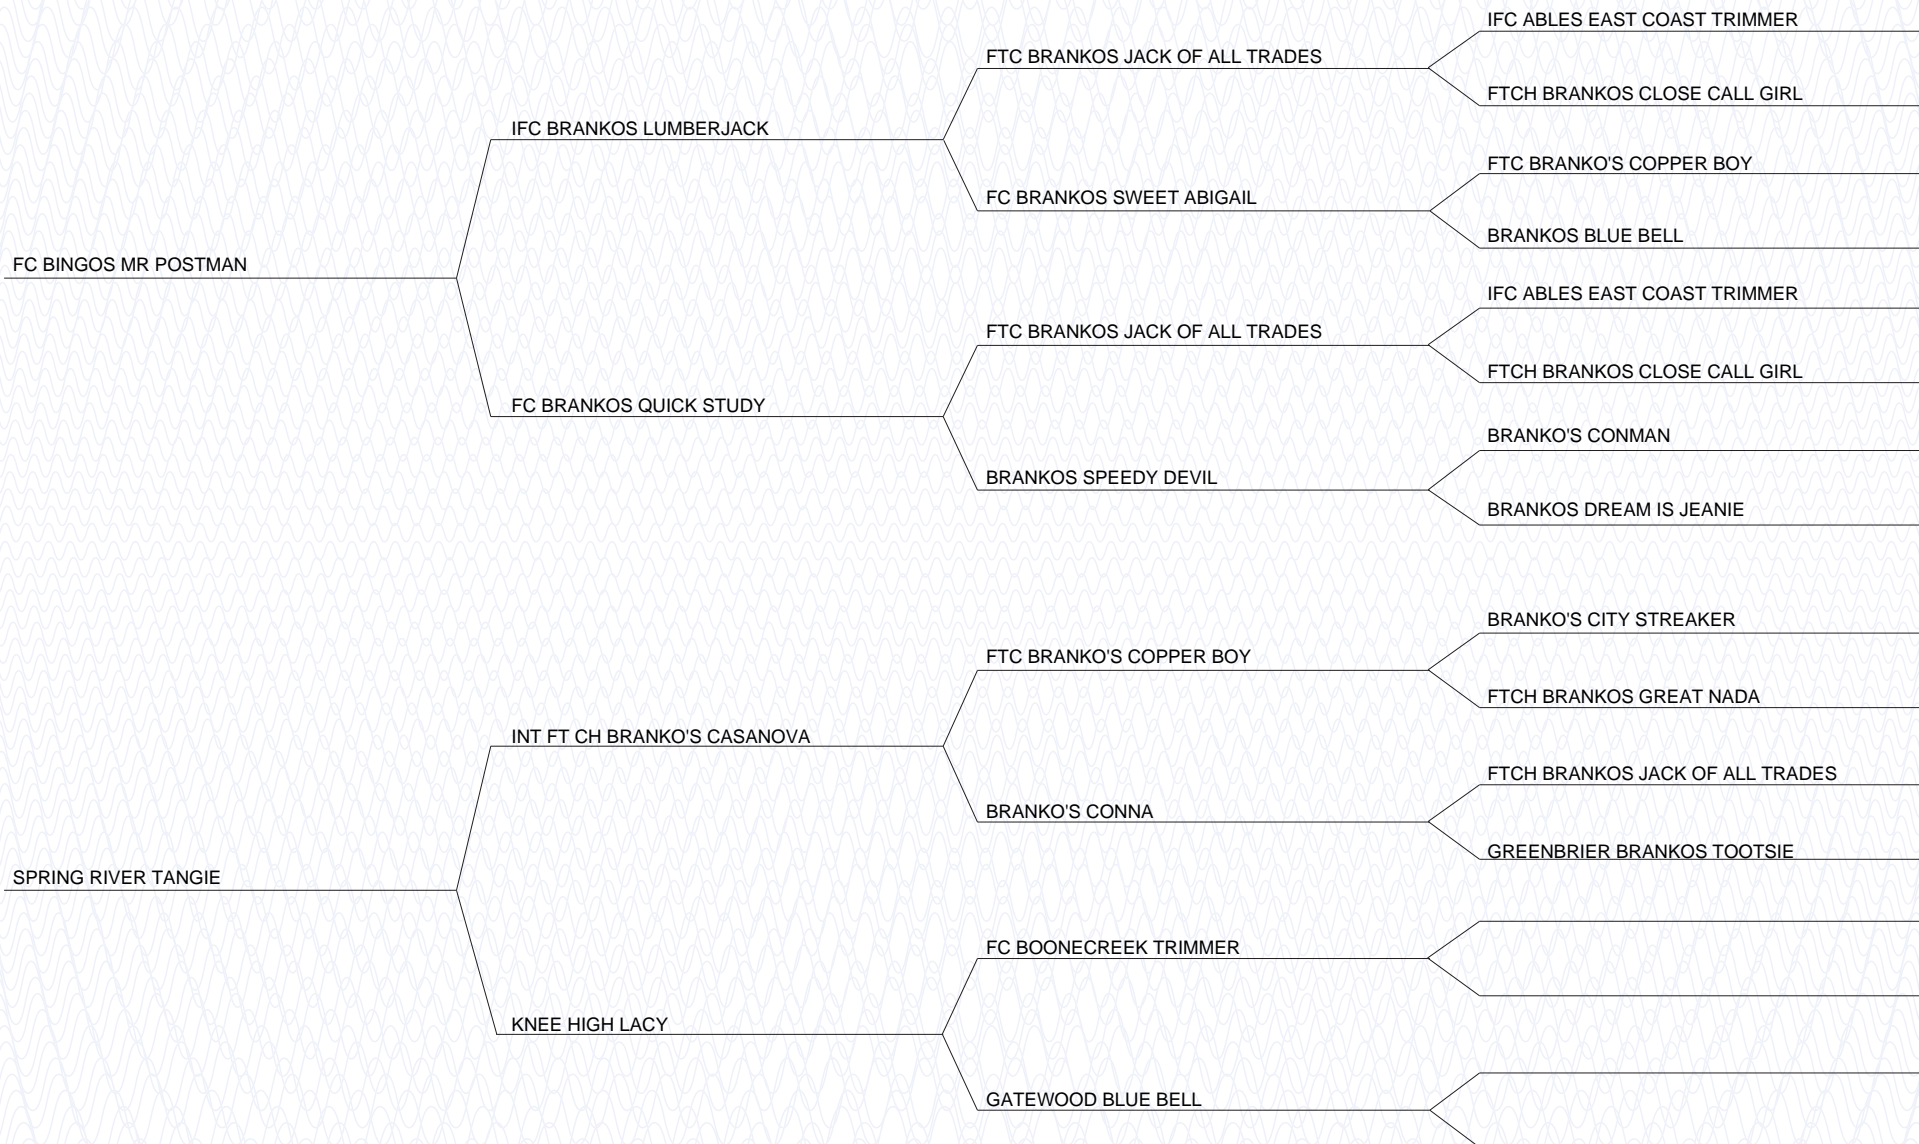 IFC ABLES EAST COAST TRIMMER
FTC BRANKOS JACK OF ALL TRADES
FTCH BRANKOS CLOSE CALL GIRL
IFC BRANKOS LUMBERJACK
FTC BRANKO'S COPPER BOY
FC BRANKOS SWEET ABIGAIL
BRANKOS BLUE BELL
FC BINGOS MR POSTMAN
IFC ABLES EAST COAST TRIMMER
FTC BRANKOS JACK OF ALL TRADES
FTCH BRANKOS CLOSE CALL GIRL
FC BRANKOS QUICK STUDY
BRANKO'S CONMAN
BRANKOS SPEEDY DEVIL
BRANKOS DREAM IS JEANIE
BRANKO'S CITY STREAKER
FTC BRANKO'S COPPER BOY
FTCH BRANKOS GREAT NADA
INT FT CH BRANKO'S CASANOVA
FTCH BRANKOS JACK OF ALL TRADES
BRANKO'S CONNA
GREENBRIER BRANKOS TOOTSIE
SPRING RIVER TANGIE
FC BOONECREEK TRIMMER
KNEE HIGH LACY
GATEWOOD BLUE BELL